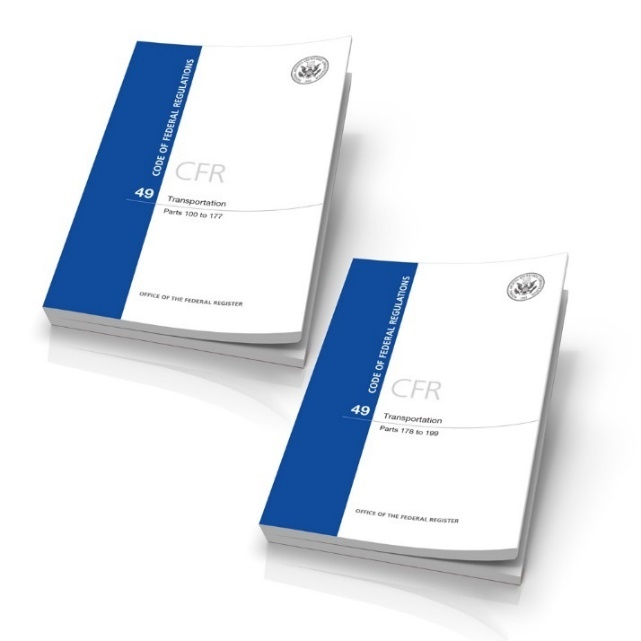 CODE OF FEDERAL REGULATIONS
CFR
49
Transportation
Parts 100 to 177
OFFICE OF THE FEDERAL REGISTER
CODE OF FEDERAL REGULATIONS
CFR
49
Transportation
Parts 178 to 199
OFFICE OF THE FEDERAL REGISTER